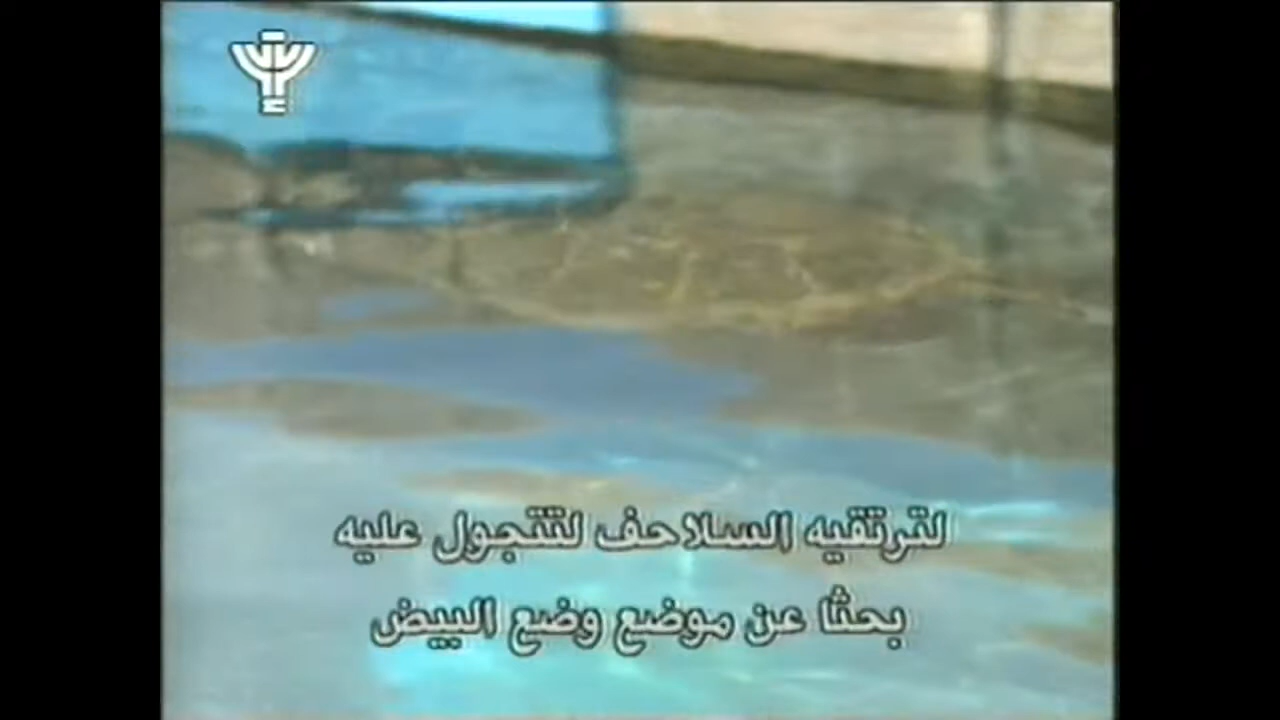 لترتقيه السلاحف لتتجول عليه
بحثا عن موضع وضع البيض